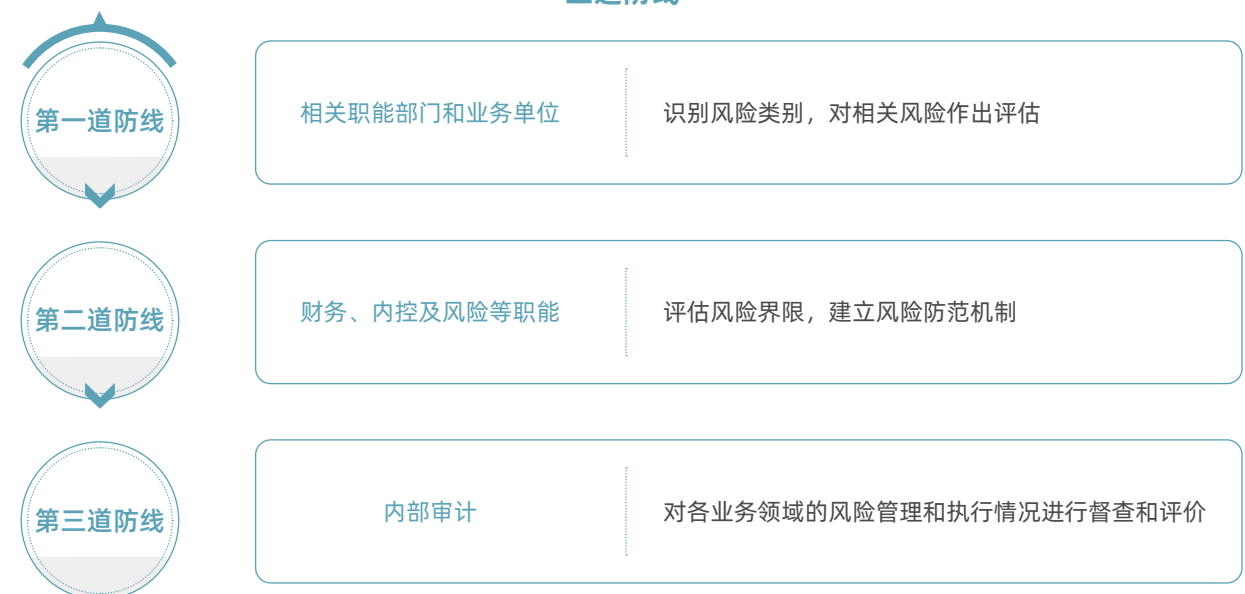 第一道防线
相关职能部门和业务单位
识别风险类别，对相关风险作出评估
第二道防线
财务、内控及风险等职能
评估风险界限，建立风险防范机制
第三道防线
内部审计
对各业务领域的风险管理和执行情况进行督查和评价